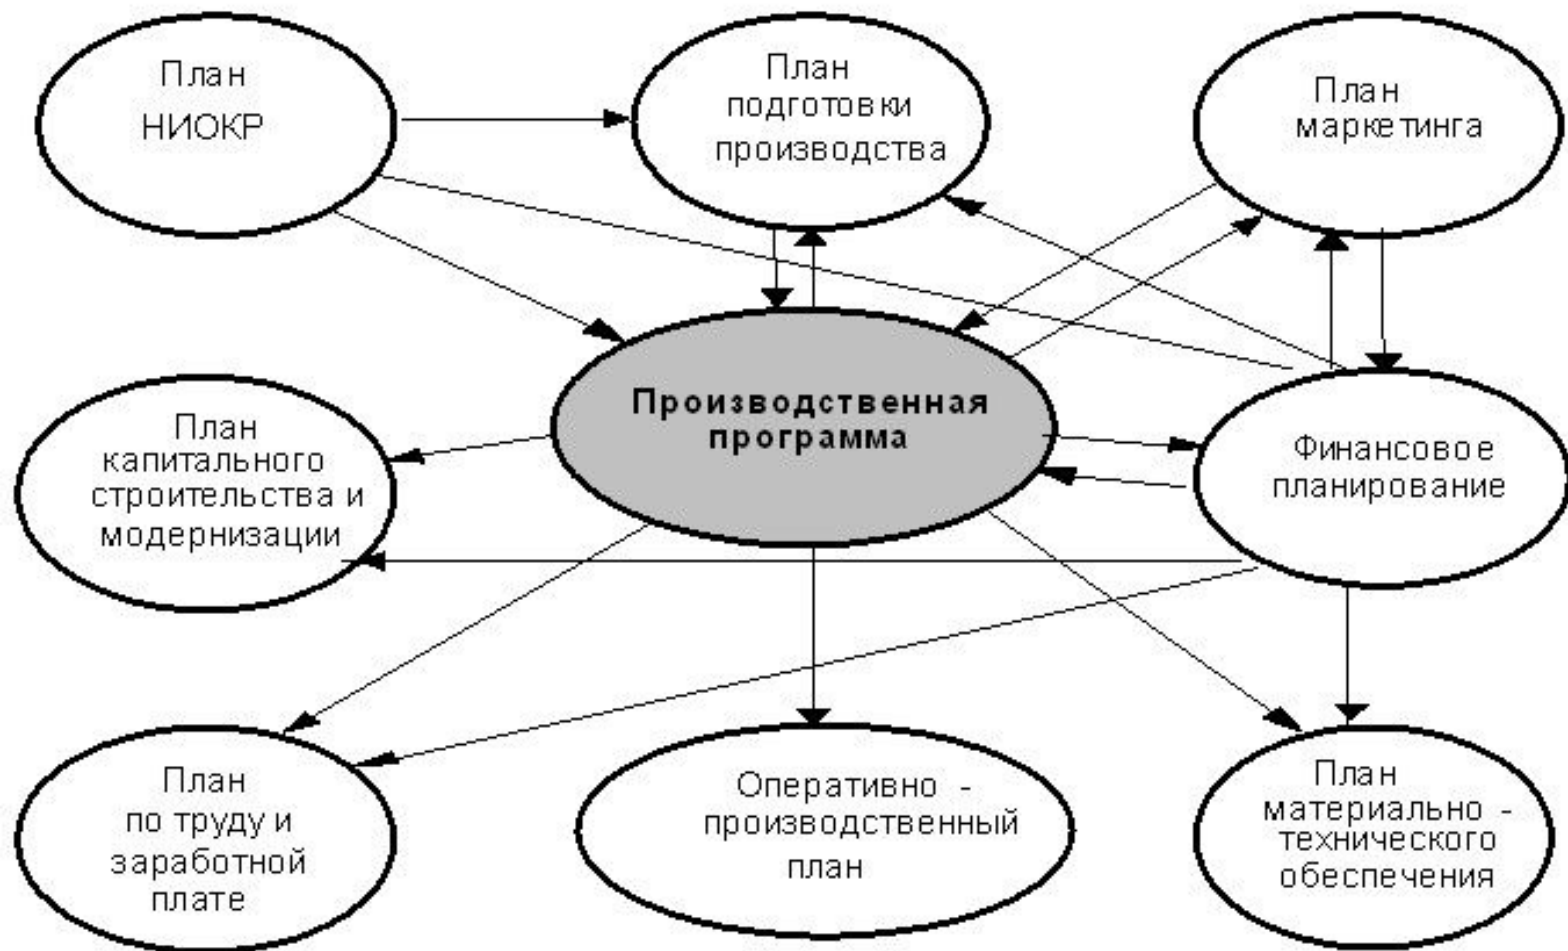 План
НИОКР
План
подготовки
производства
План
маркетинга
Производственная
программа
План
капитального
строительства и
модернизации
Финансовое
планирование
План
по труду и
заработной
плате
Оперативно -
производственный
план
План
материально -
технического
обеспечения